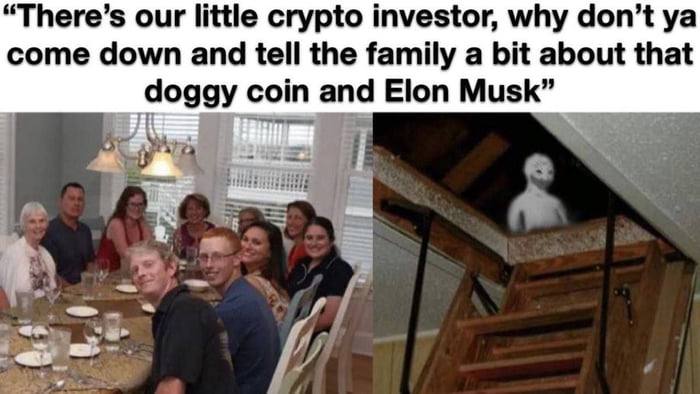 “There’s our little crypto investor, why don’t ya
come down and tell the family a bit about that
doggy coin and Elon Musk”